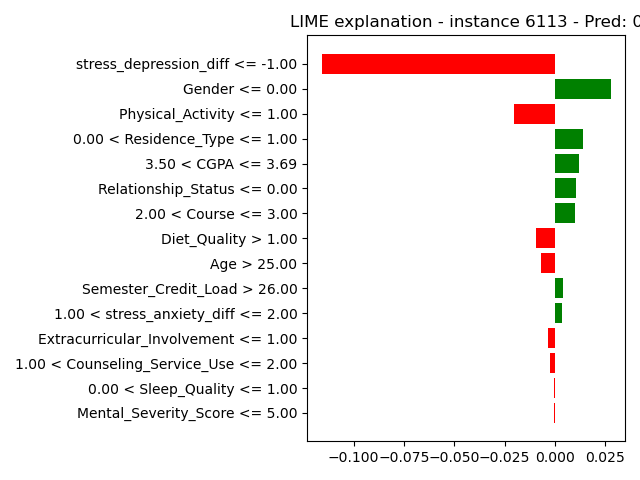 LIME explanation - instance 6113 - Pred: 0
stress_depression_diff <= -1.00
Gender <= 0.00
Physical_Activity <= 1.00
0.00 < Residence_Type <= 1.00
3.50 < CGPA <= 3.69
Relationship_Status <= 0.00
2.00 < Course <= 3.00
Diet_Quality > 1.00
Age > 25.00
Semester_Credit_Load > 26.00
1.00 < stress_anxiety_diff <= 2.00
Extracurricular_Involvement <= 1.00
1.00 < Counseling_Service_Use <= 2.00
0.00 < Sleep_Quality <= 1.00
Mental_Severity_Score <= 5.00
−0.100 −0.075 −0.050 −0.025 0.000 0.025